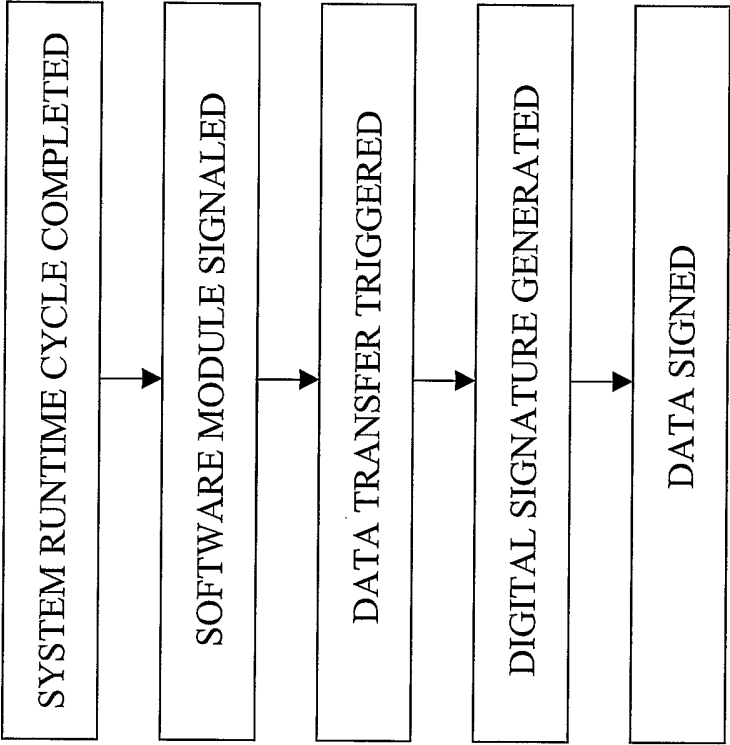 SYSTEM RUNTIME CYCLE COMPLETED
SOFTWARE MODULE SIGNALED
DATA TRANSFER TRIGGERED
DIGITAL SIGNATURE GENERATED
DATA SIGNED